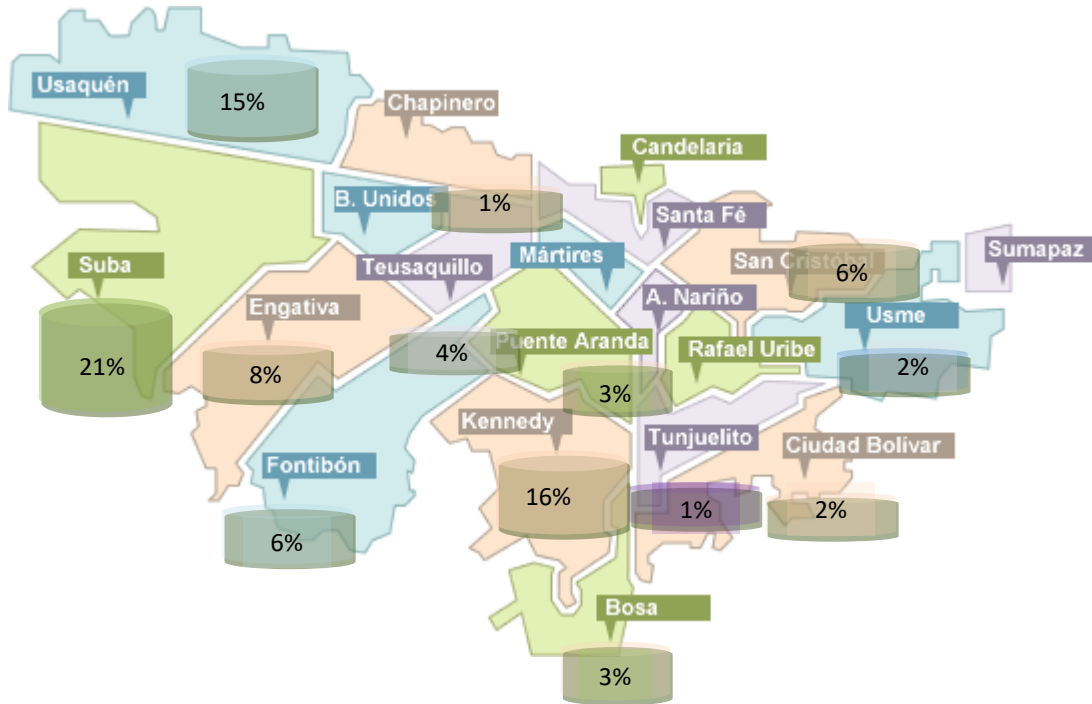 Usaquén
15%
Chapinero
Candelaria
B. Unidos
1%
Santa Fé
Sumapaz
Teusaquillo
Mártires
San Cristóbal
6%
Suba
Engativa
A. Nariño
Usme
21%
8%
4%
Puente Aranda
Rafael Uribe
2%
3%
Kennedy
Tunjuelito
Ciudad Bolívar
Fontibón
16%
1%
2%
6%
Bosa
3%